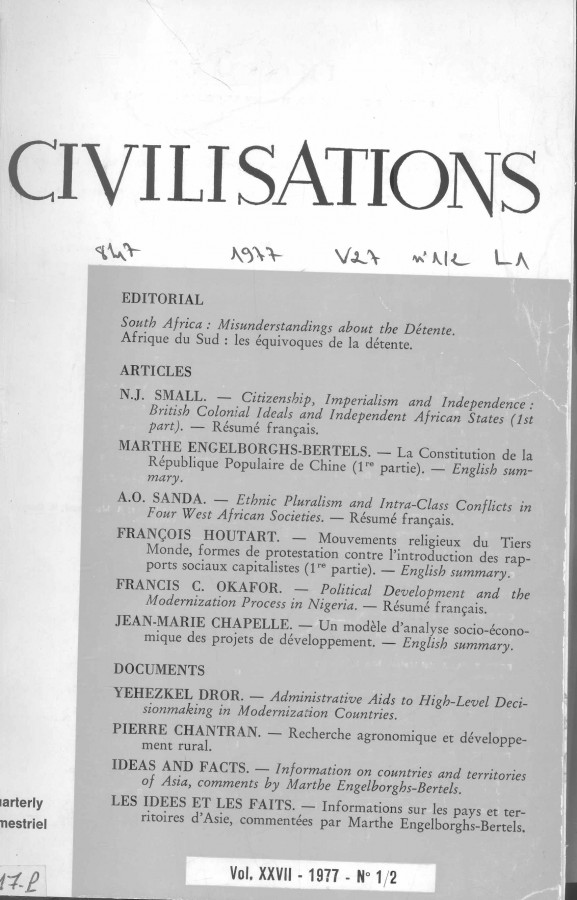 CIVILISATIONS
1977 V27 n° 1/2 L1
EDITORIAL
South Africa : Misunderstandings about the Détente.
Afrique du Sud : les équivoques de la détente.
ARTICLES
N.J. SMALL. — Citizenship, Imperialism and Independence :
British Colonial Ideals and Independent African States (1st
part). — Résumé français.
MARTHE ENGELBORGHS-BERTELS. — La Constitution de la
République Populaire de Chine (1re partie). — English sum-
mary.
A.O. SANDA. — Ethnic Pluralism and Intra-Class Conflicts in
Four West African Societies. — Résumé français.
FRANÇOIS HOUTART. — Mouvements religieux du Tiers
Monde, formes de protestation contre l'introduction des rap-
ports sociaux capitalistes (1re partie). — English summary.
FRANCIS C. OKAFOR. — Political Development and the
Modernization Process in Nigeria. — Résumé français.
JEAN-MARIE CHAPELLE. — Un modèle d'analyse socio-écono-
mique des projets de développement. — English summary.
DOCUMENTS
YEHEZKEL DROR. — Administrative Aids to High-Level Deci-
sionmaking in Modernization Countries.
PIERRE CHANTRAN. — Recherche agronomique et développe-
ment rural.
IDEAS AND FACTS. — Information on countries and territories
of Asia, comments by Marthe Engelborghs-Bertels.
LES IDEES ET LES FAITS. — Informations sur les pays et ter-
ritoires d'Asie, commentées par Marthe Engelborghs-Bertels.
arterly
mestriel
Vol. XXVII - 1977 - N° 1/2